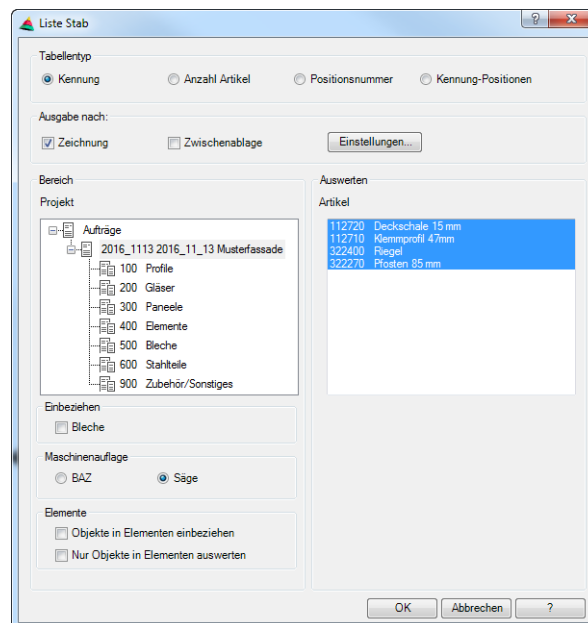 Liste Stab
?
Tabellentyp
Kennung
Anzahl Artikel
Positionsnummer
Kennung-Positionen
Ausgabe nach:
Zeichnung
Zwischenablage
Einstellungen...
Bereich
Projekt
Aufträge
2016_1113 2016_11_13 Musterfassade
100 Profile
200 Gläser
300 Paneele
400 Elemente
500 Bleche
600 Stahlteile
900 Zubehör/Sonstiges
Auswerten
Artikel
112720 Deckschale 15 mm
112710 Klemmprofil 47mm
322400 Riegel
322270 Pfosten 85 mm
Einbeziehen
Bleche
Maschinenauflage
BAZ
Säge
Elemente
Objekte in Elementen einbeziehen
Nur Objekte in Elementen auswerten
OK
Abbrechen
?